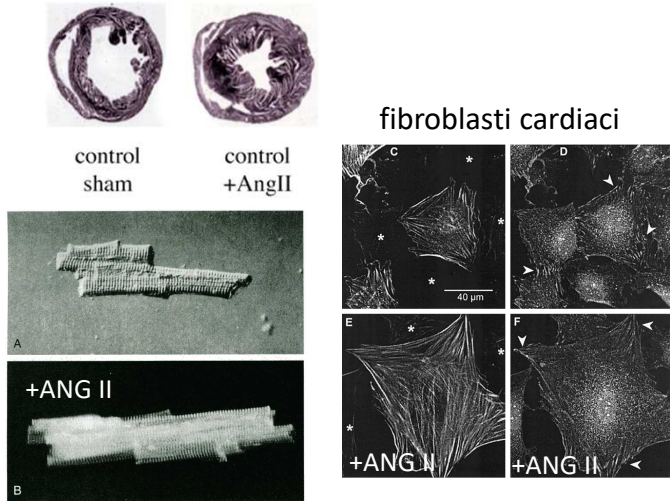 control
sham
control
+AngII
A
+ANG II
B
fibroblasti cardiaci
C
*
*
*
*
40 µm
D
E
*
*
*
+ANG II
F
+ANG II